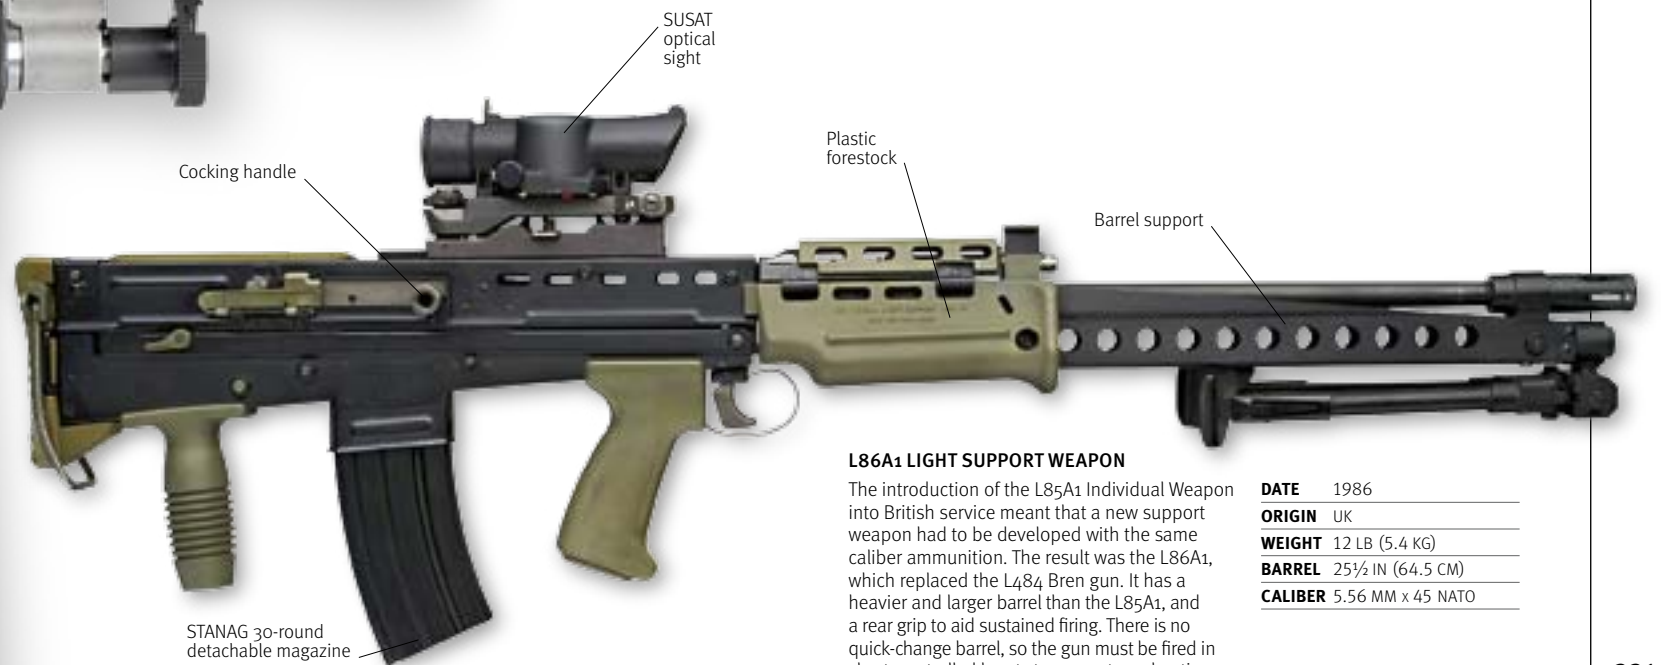 SUSAT
optical
sight
Cocking handle
Plastic
forestock
Barrel support
STANAG 30-round
detachable magazine
L86A1 LIGHT SUPPORT WEAPON
The introduction of the L85A1 Individual Weapon
into British service meant that a new support
weapon had to be developed with the same
caliber ammunition. The result was the L86A1,
which replaced the L484 Bren gun. It has a
heavier and larger barrel than the L85A1, and
a rear grip to aid sustained firing. There is no
quick-change barrel, so the gun must be fired in
DATE 1986
ORIGIN UK
WEIGHT 12 LB (5.4 KG)
BARREL 25½ IN (64.5 CM)
CALIBER 5.56 MM x 45 NATO